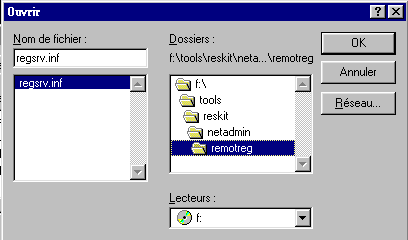 Ouvrir
Nom de fichier :
regsrv.inf
regsrv.inf
Dossiers :
f:\tools\reskit\neta...\remotreg
f:\
tools
reskit
netadmin
remotreg
Lecteurs :
f:
OK
Annuler
Réseau...